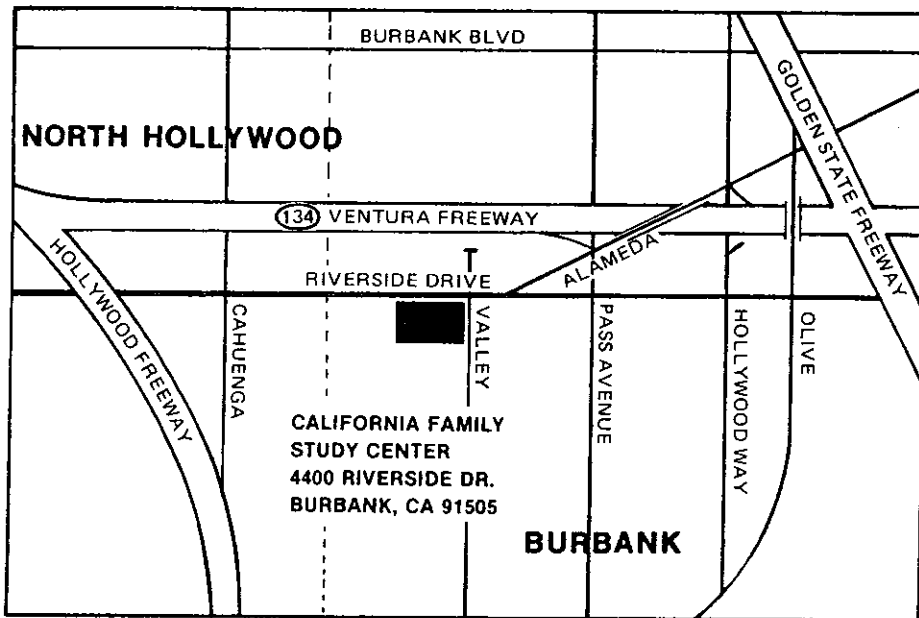 BURBANK BLVD
GOLDEN STATE FREEWAY
NORTH HOLLYWOOD
134 VENTURA FREEWAY
HOLLYWOOD FREEWAY
ALAMEDA
RIVERSIDE DRIVE
CAHUENGA
VALLEY
PASS AVENUE
HOLLYWOOD WAY
OLIVE
CALIFORNIA FAMILY
STUDY CENTER
4400 RIVERSIDE DR.
BURBANK, CA 91505
BURBANK